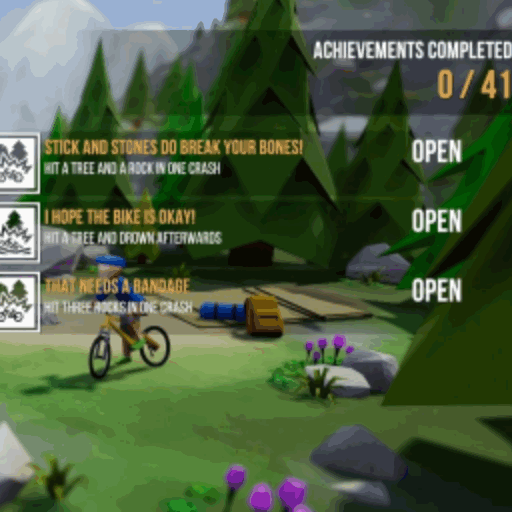 ACHIEVEMENTS COMPLETED
0 / 41
STICK AND STONES DO BREAK YOUR BONES!
OPEN
HIT A TREE AND A ROCK IN ONE CRASH
I HOPE THE BIKE IS OKAY!
OPEN
HIT A TREE AND DROWN AFTERWARDS
THAT NEEDS A BANDAGE
OPEN
HIT THREE ROCKS IN ONE CRASH